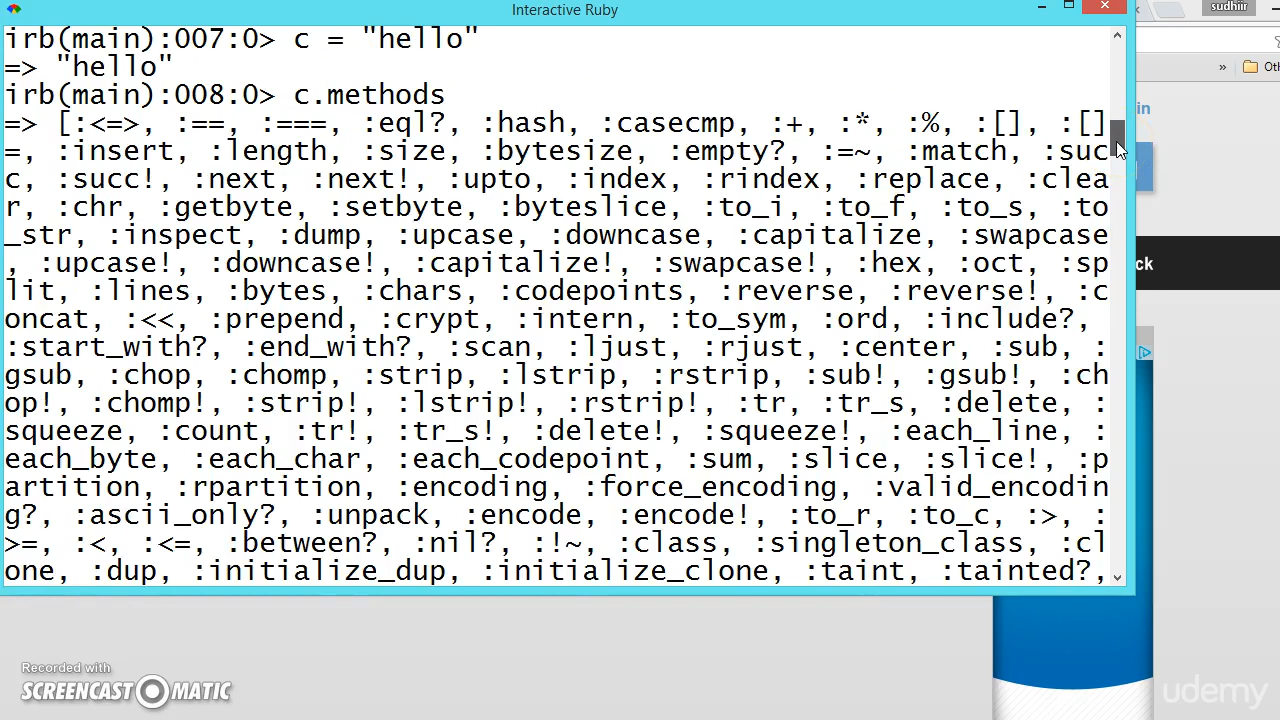 Interactive Ruby
sudhiir
irb(main):007:0> c = "hello"
=> "hello"
» Oth
irb(main):008:0> c.methods
in
=> [:<=>, :==, :===, :eql?, :hash, :casecmp, :+, :*, :%, :[], :[]
=, :insert, :length, :size, :bytesize, :empty?, :=~, :match, :suc
c, :succ!, :next, :next!, :upto, :index, :rindex, :replace, :clea
r, :chr, :getbyte, :setbyte, :byteslice, :to_i, :to_f, :to_s, :to
_str, :inspect, :dump, :upcase, :downcase, :capitalize, :swapcase
, :upcase!, :downcase!, :capitalize!, :swapcase!, :hex, :oct, :sp
ck
lit, :lines, :bytes, :chars, :codepoints, :reverse, :reverse!, :c
oncat, :<<, :prepend, :crypt, :intern, :to_sym, :ord, :include?,
:start_with?, :end_with?, :scan, :ljust, :rjust, :center, :sub, :
gsub, :chop, :chomp, :strip, :lstrip, :rstrip, :sub!, :gsub!, :ch
op!, :chomp!, :strip!, :lstrip!, :rstrip!, :tr, :tr_s, :delete, :
squeeze, :count, :tr!, :tr_s!, :delete!, :squeeze!, :each_line, :
each_byte, :each_char, :each_codepoint, :sum, :slice, :slice!, :p
artition, :rpartition, :encoding, :force_encoding, :valid_encodin
g?, :ascii_only?, :unpack, :encode, :encode!, :to_r, :to_c, :>, :
>=, :<, :<=, :between?, :nil?, :!~, :class, :singleton_class, :cl
one, :dup, :initialize_dup, :initialize_clone, :taint, :tainted?,
Recorded with
SCREENCAST MATIC
udemy